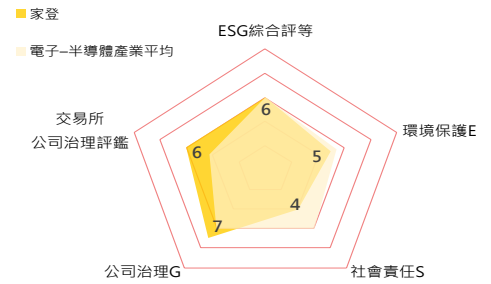 家登
電子–半導體產業平均
ESG綜合評等
環境保護E
社會責任S
公司治理G
交易所
公司治理評鑑
6
5
4
7
6